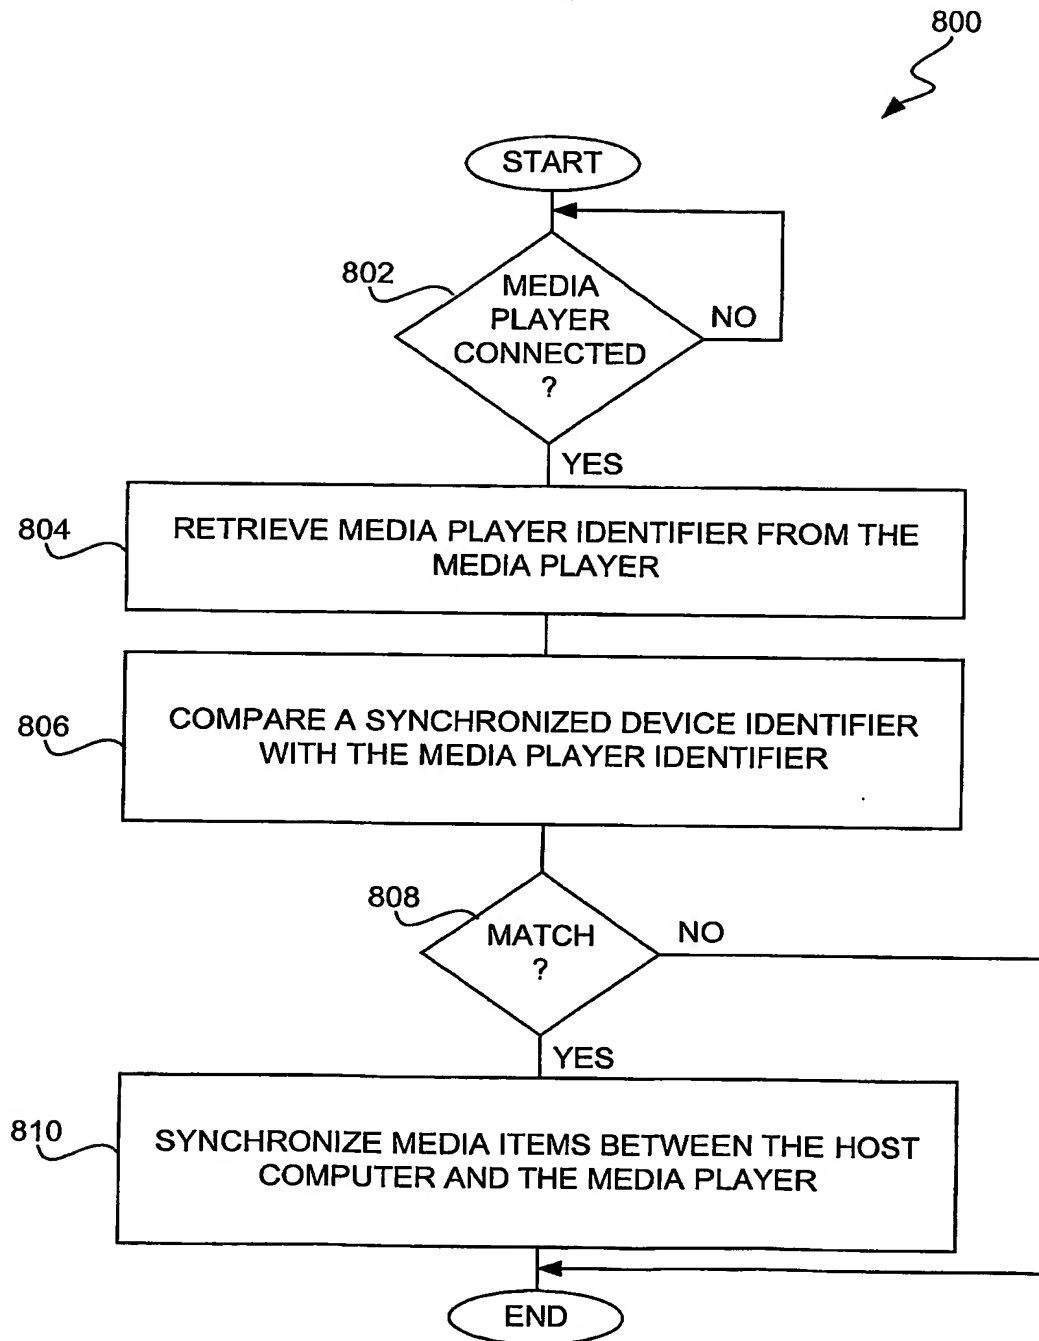 800
START
802
MEDIA
PLAYER
CONNECTED
?
NO
YES
804
RETRIEVE MEDIA PLAYER IDENTIFIER FROM THE
MEDIA PLAYER
806
COMPARE A SYNCHRONIZED DEVICE IDENTIFIER
WITH THE MEDIA PLAYER IDENTIFIER
808
MATCH
?
NO
YES
810
SYNCHRONIZE MEDIA ITEMS BETWEEN THE HOST
COMPUTER AND THE MEDIA PLAYER
END